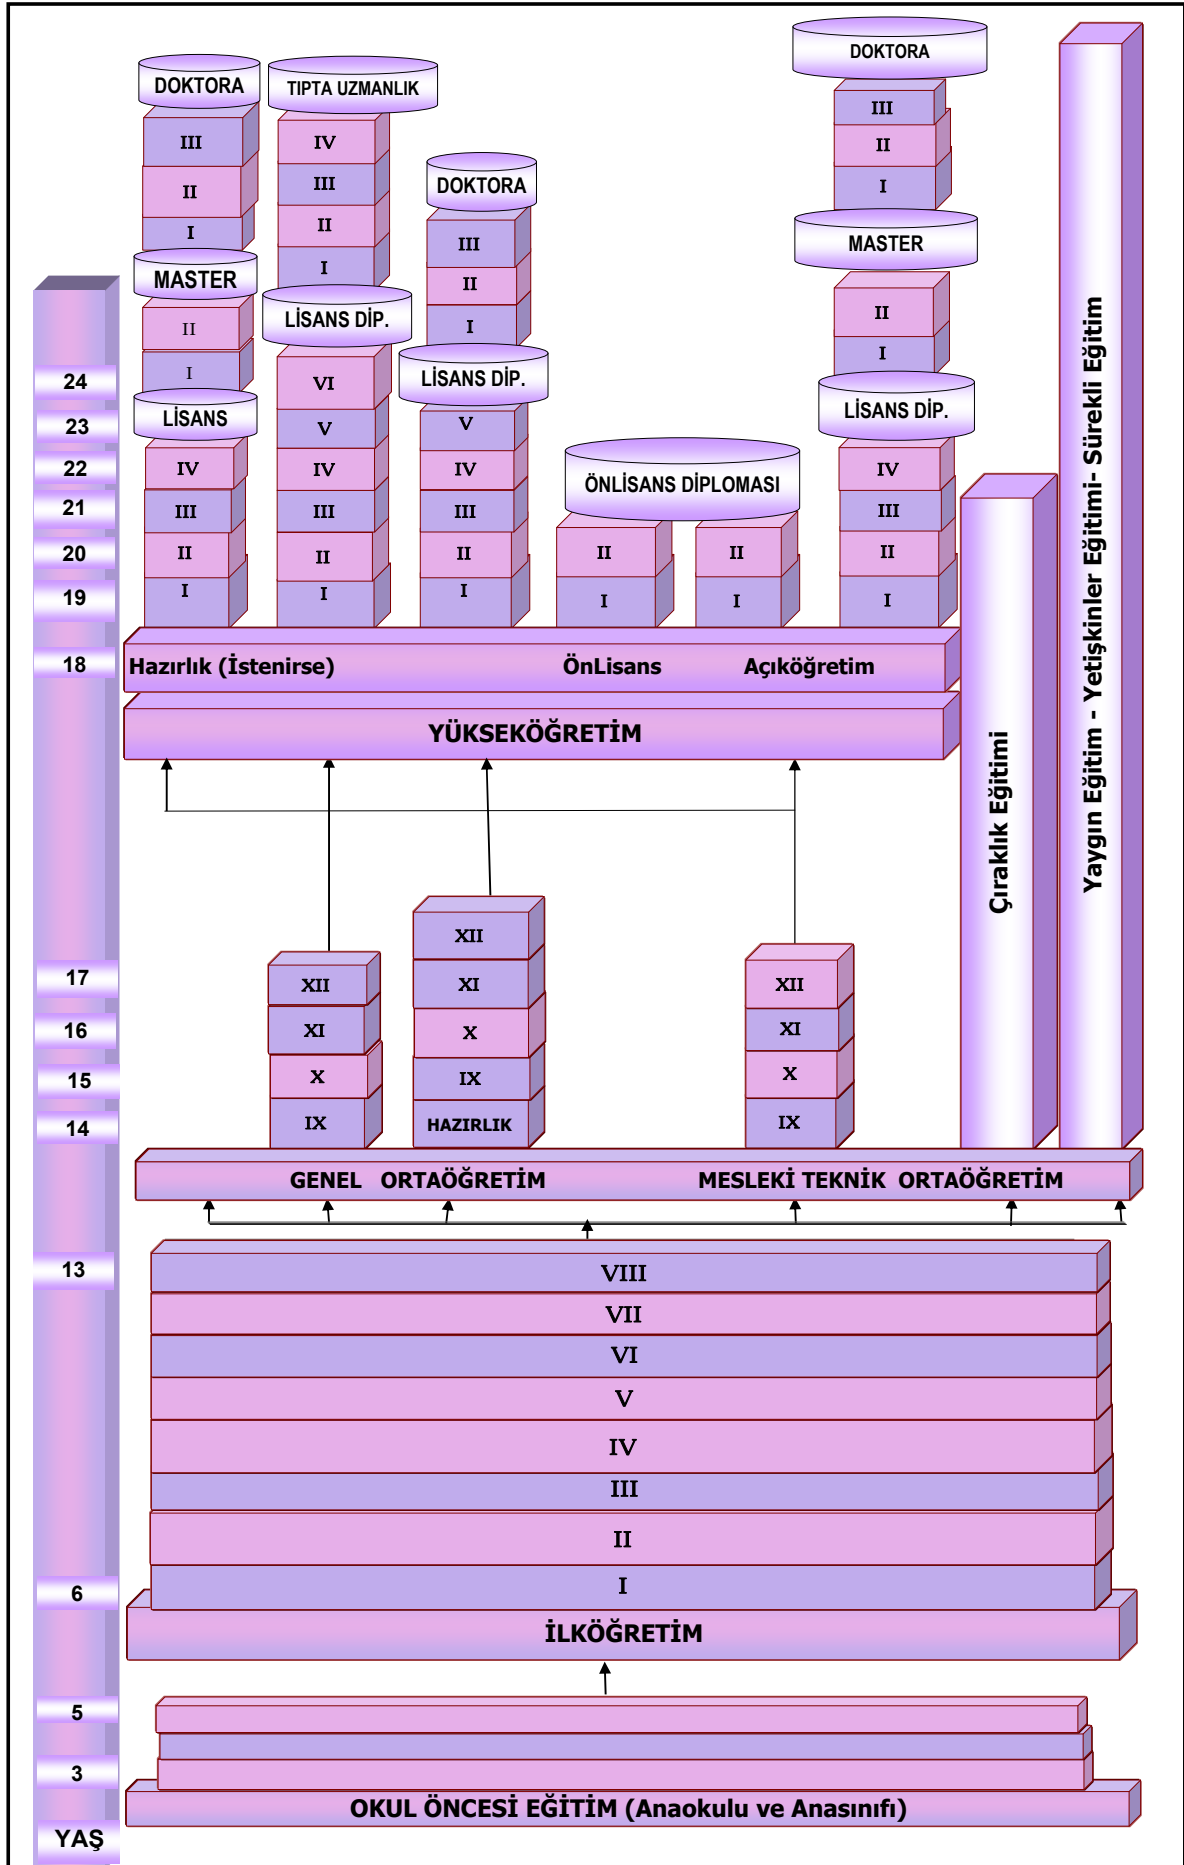 DOKTORA
III
II
I
MASTER
II
I
LİSANS
IV
III
II
I
TIPTA UZMANLIK
IV
III
II
I
LİSANS DİP.
VI
V
IV
III
II
I
DOKTORA
III
II
I
LİSANS DİP.
V
IV
III
II
I
ÖNLİSANS DİPLOMASI
II
I
II
I
DOKTORA
III
II
I
MASTER
II
I
LİSANS DİP.
IV
III
II
I
Hazırlık (İstenirse) ÖnLisans Açıköğretim
YÜKSEKÖĞRETİM
XII
XI
X
IX
XII
XI
X
IX
HAZIRLIK
XII
XI
X
IX
Çıraklık Eğitimi
Yaygın Eğitim - Yetişkinler Eğitimi- Sürekli Eğitim
GENEL ORTAÖĞRETİM MESLEKİ TEKNİK ORTAÖĞRETİM
VIII
VII
VI
V
IV
III
II
I
İLKÖĞRETİM
OKUL ÖNCESİ EĞİTİM (Anaokulu ve Anasınıfı)
24
23
22
21
20
19
18
17
16
15
14
13
6
5
3
YAŞ